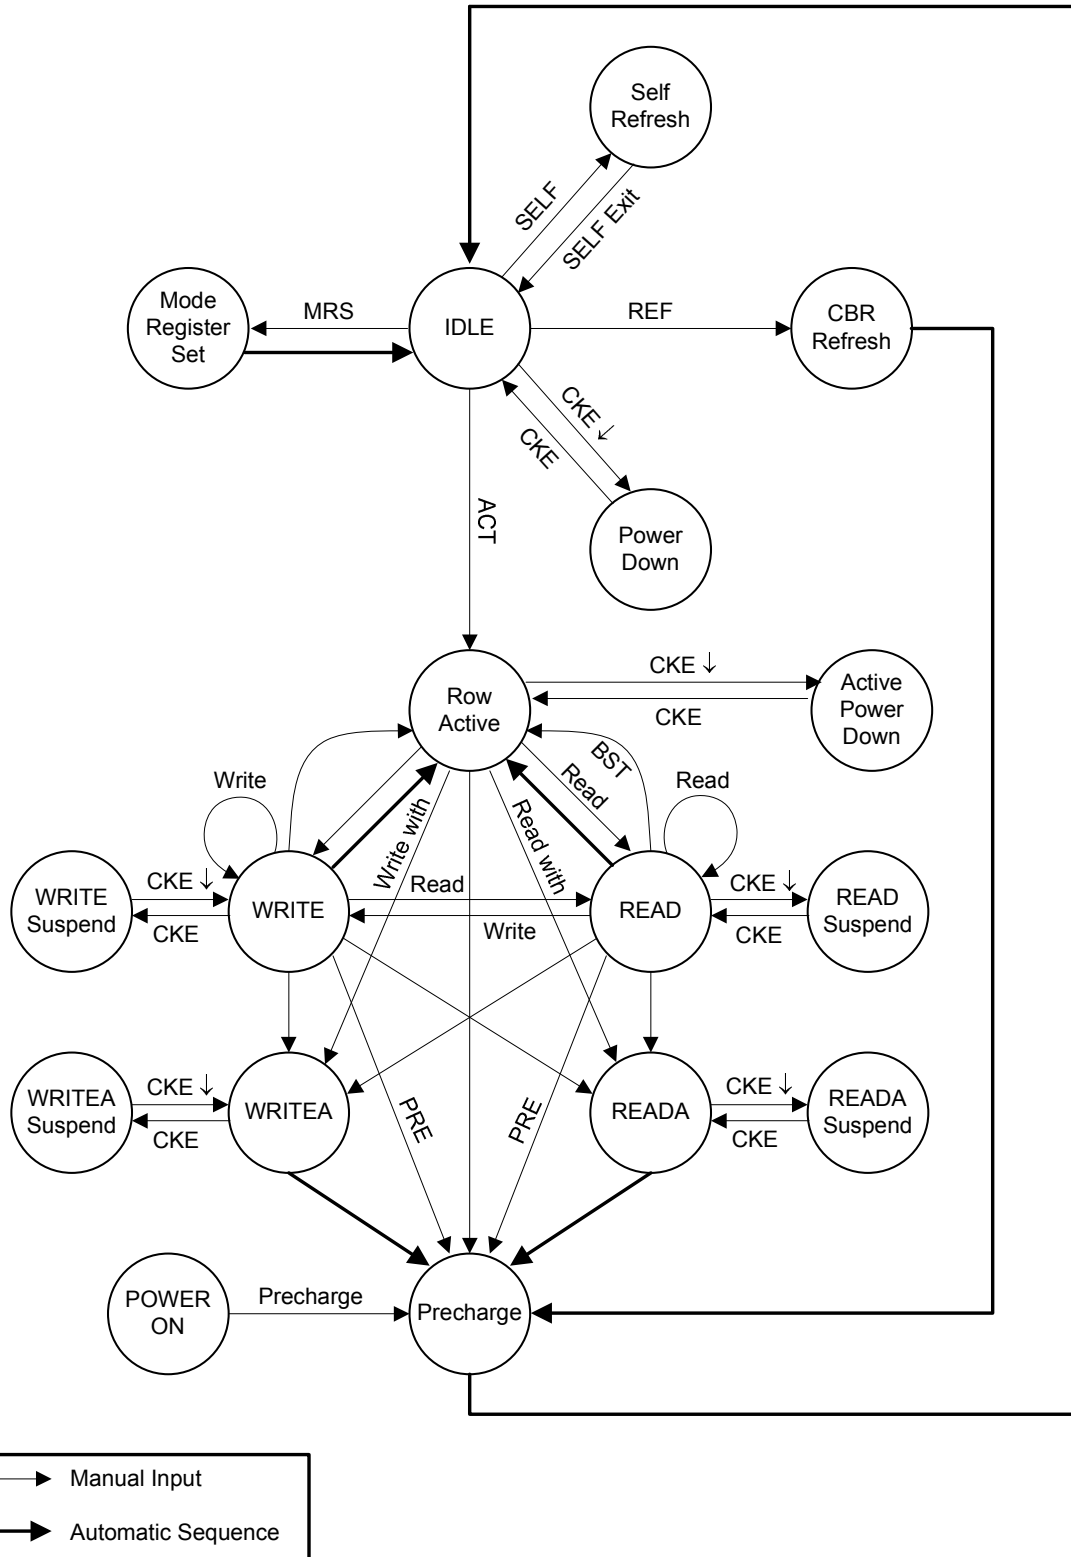 Self
Refresh
SELF
SELF Exit
Mode
Register
Set
MRS
IDLE
REF
CBR
Refresh
CKE ↓
CKE
ACT
Power
Down
Row
Active
CKE ↓
CKE
Active
Power
Down
BST
Read
Write
Read
Write with
Read with
WRITE
Suspend
CKE ↓
CKE
WRITE
Read
Write
READ
CKE ↓
CKE
READ
Suspend
WRITEA
Suspend
CKE ↓
CKE
WRITEA
PRE
PRE
READA
CKE ↓
CKE
READA
Suspend
POWER
ON
Precharge
Precharge
Manual Input
Automatic Sequence